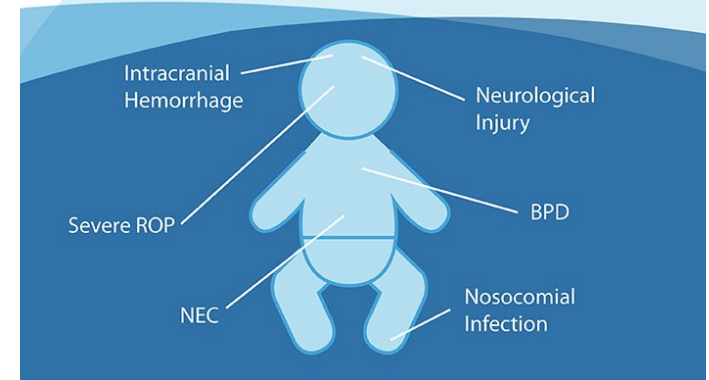 Intracranial
Hemorrhage
Neurological
Injury
Severe ROP
BPD
NEC
Nosocomial
Infection